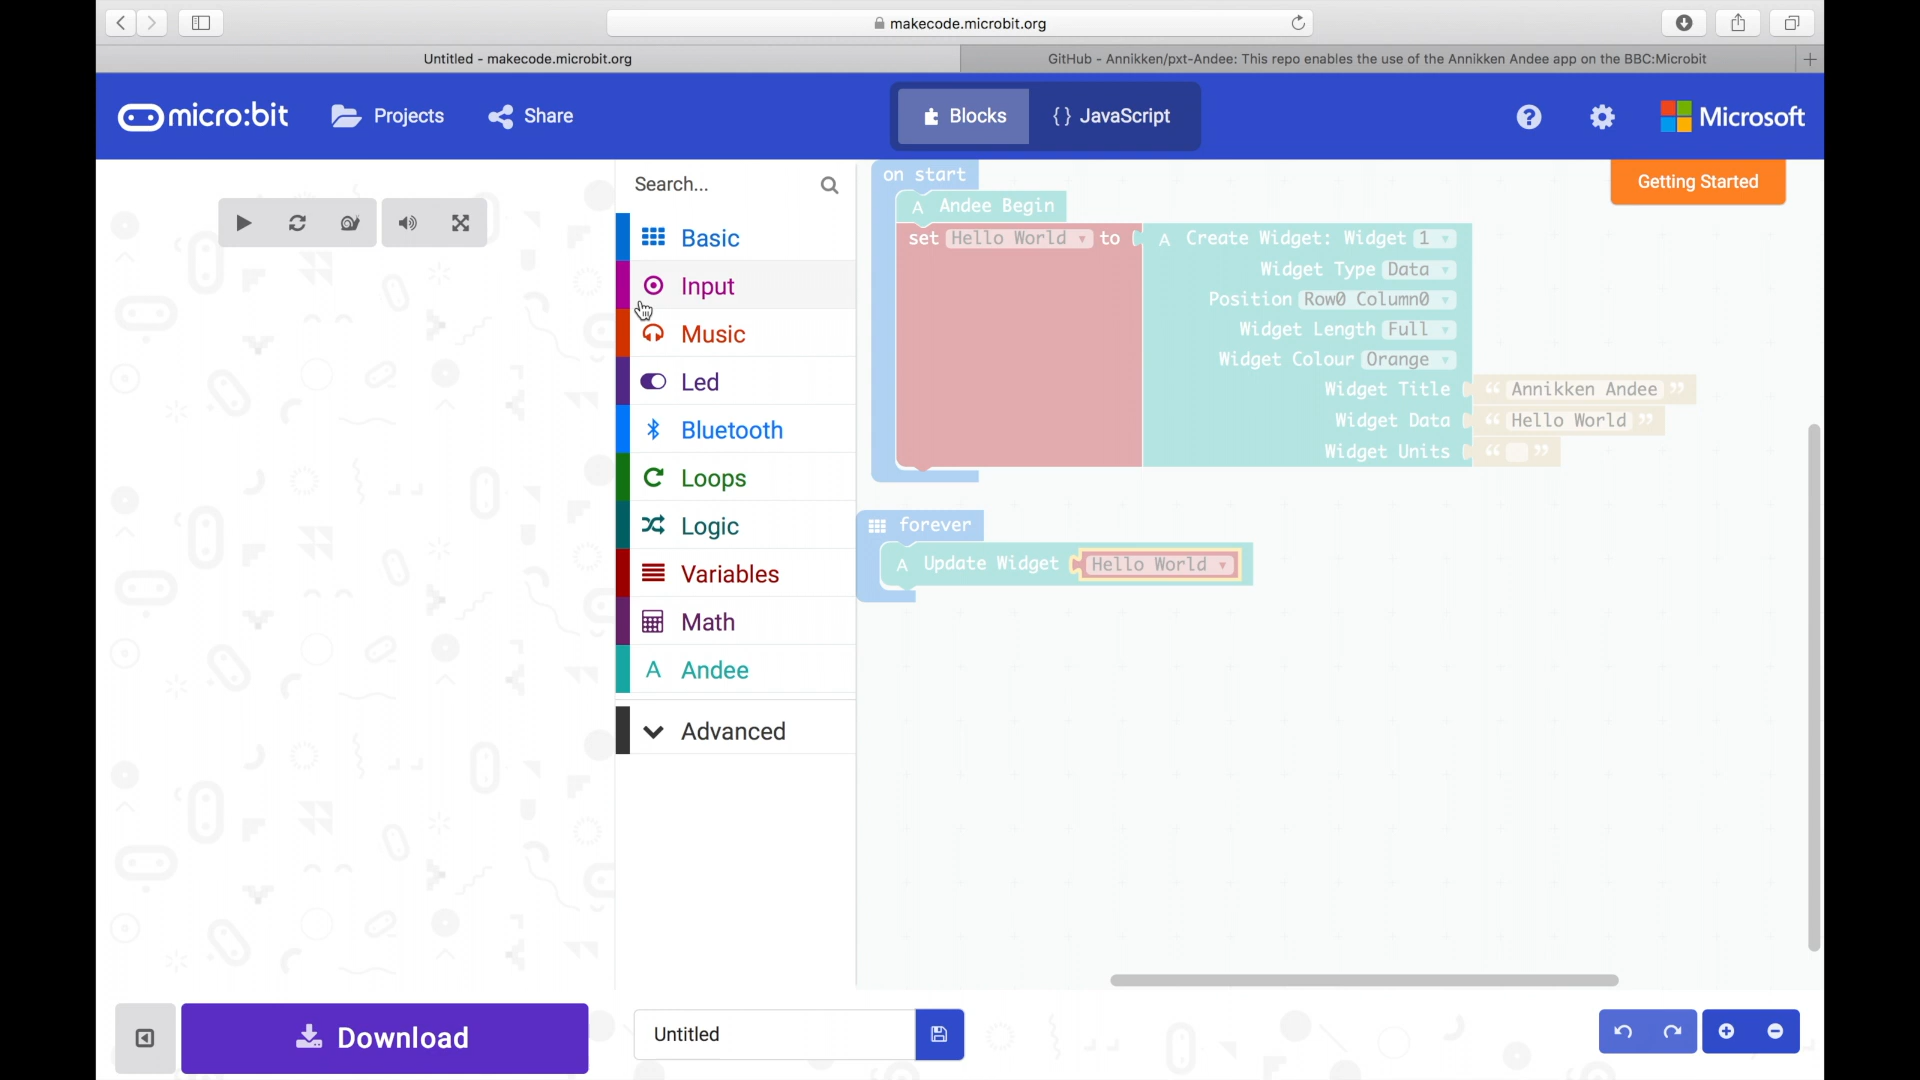 makecode.microbit.org
Untitled - makecode.microbit.org
GitHub - Annikken/pxt-Andee: This repo enables the use of the Annikken Andee app on the BBC:Microbit
micro:bit
Projects
Share
Blocks
{} JavaScript
Microsoft
Getting Started
Search...
Basic
Input
Music
Led
Bluetooth
Loops
Logic
Variables
Math
A Andee
Advanced
on start
A Andee Begin
set Hello World to A Create Widget: Widget 1
Widget Type Data
Position Row0 Column0
Widget Length Full
Widget Colour Orange
Widget Title “ Annikken Andee ”
Widget Data “ Hello World ”
Widget Units “ ”
forever
A Update Widget Hello World
Download
Untitled